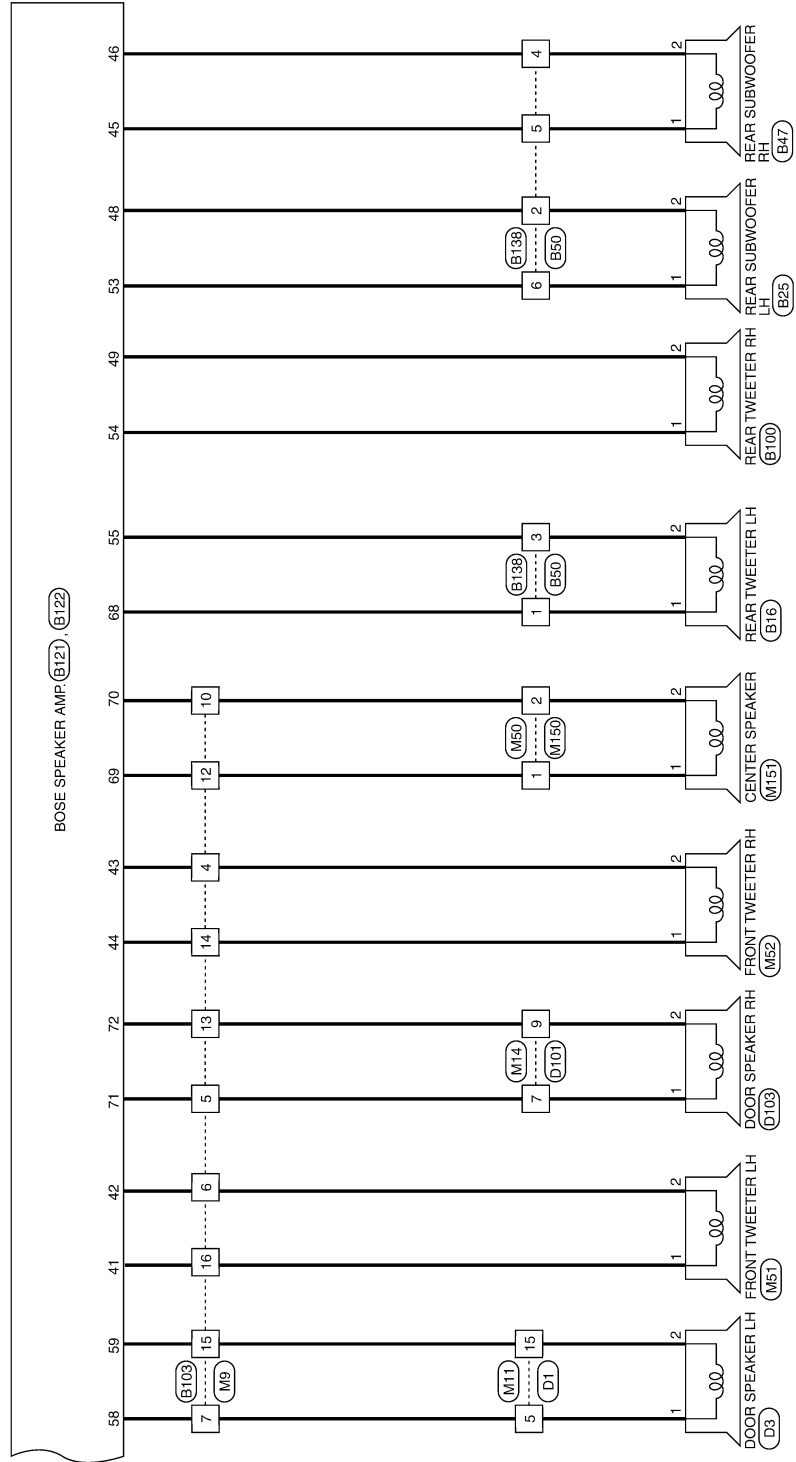 BOSE SPEAKER AMP. B121 , B122
58 59 41 42 71 72 44 43 69 70 68 55 54 49 53 48 45 46
B103
7 15 16 6 5 13 14 4 12 10
M9
M11 M14 M50 B138 B138
5 15 7 9 1 2 1 3 6 2 5 4
D1 D101 M150 B50 B50
1 2 1 2 1 2 1 2 1 2 1 2 1 2 1 2 1 2
DOOR SPEAKER LH
D3
FRONT TWEETER LH
M51
DOOR SPEAKER RH
D103
FRONT TWEETER RH
M52
CENTER SPEAKER
M151
REAR TWEETER LH
B16
REAR TWEETER RH
B100
REAR SUBWOOFER
LH
B25
REAR SUBWOOFER
RH
B47